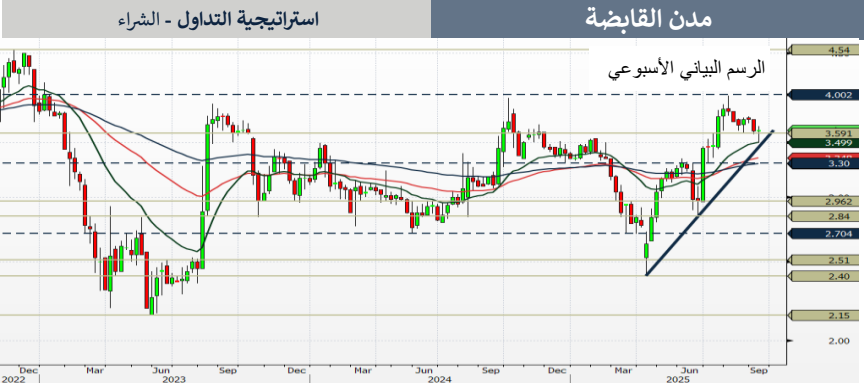 مدن القابضة
استراتيجية التداول - الشراء
الرسم البياني الأسبوعي
4.54
4.002
3.591
3.499
3.30
2.962
2.84
2.704
2.51
2.40
2.15
2.00
Dec Mar Jun Sep Dec Mar Jun Sep Dec Mar Jun Sep
2022 2023 2024 2025